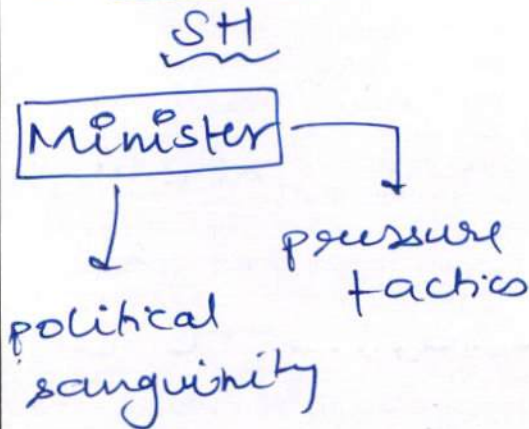 SH
Minister
pressure
tactics
political
sanguinity